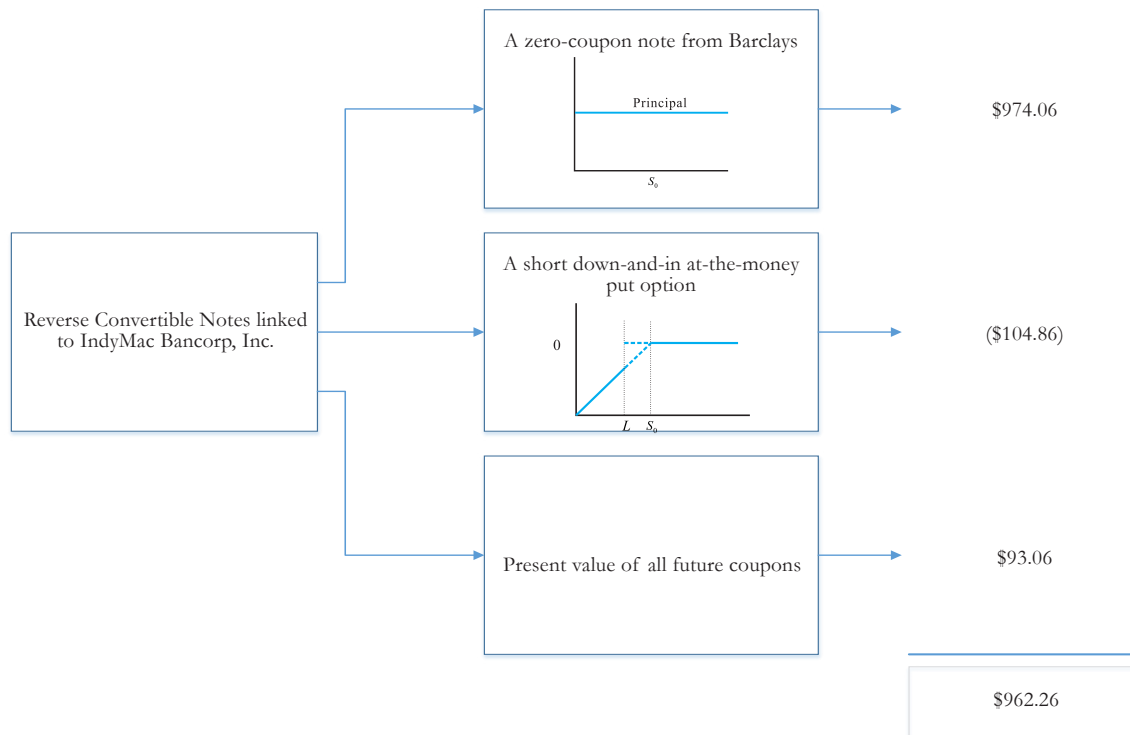 A zero-coupon note from Barclays
Principal
S₀
$974.06
Reverse Convertible Notes linked
to IndyMac Bancorp, Inc.
A short down-and-in at-the-money
put option
0
L S₀
($104.86)
Present value of all future coupons
$93.06
$962.26